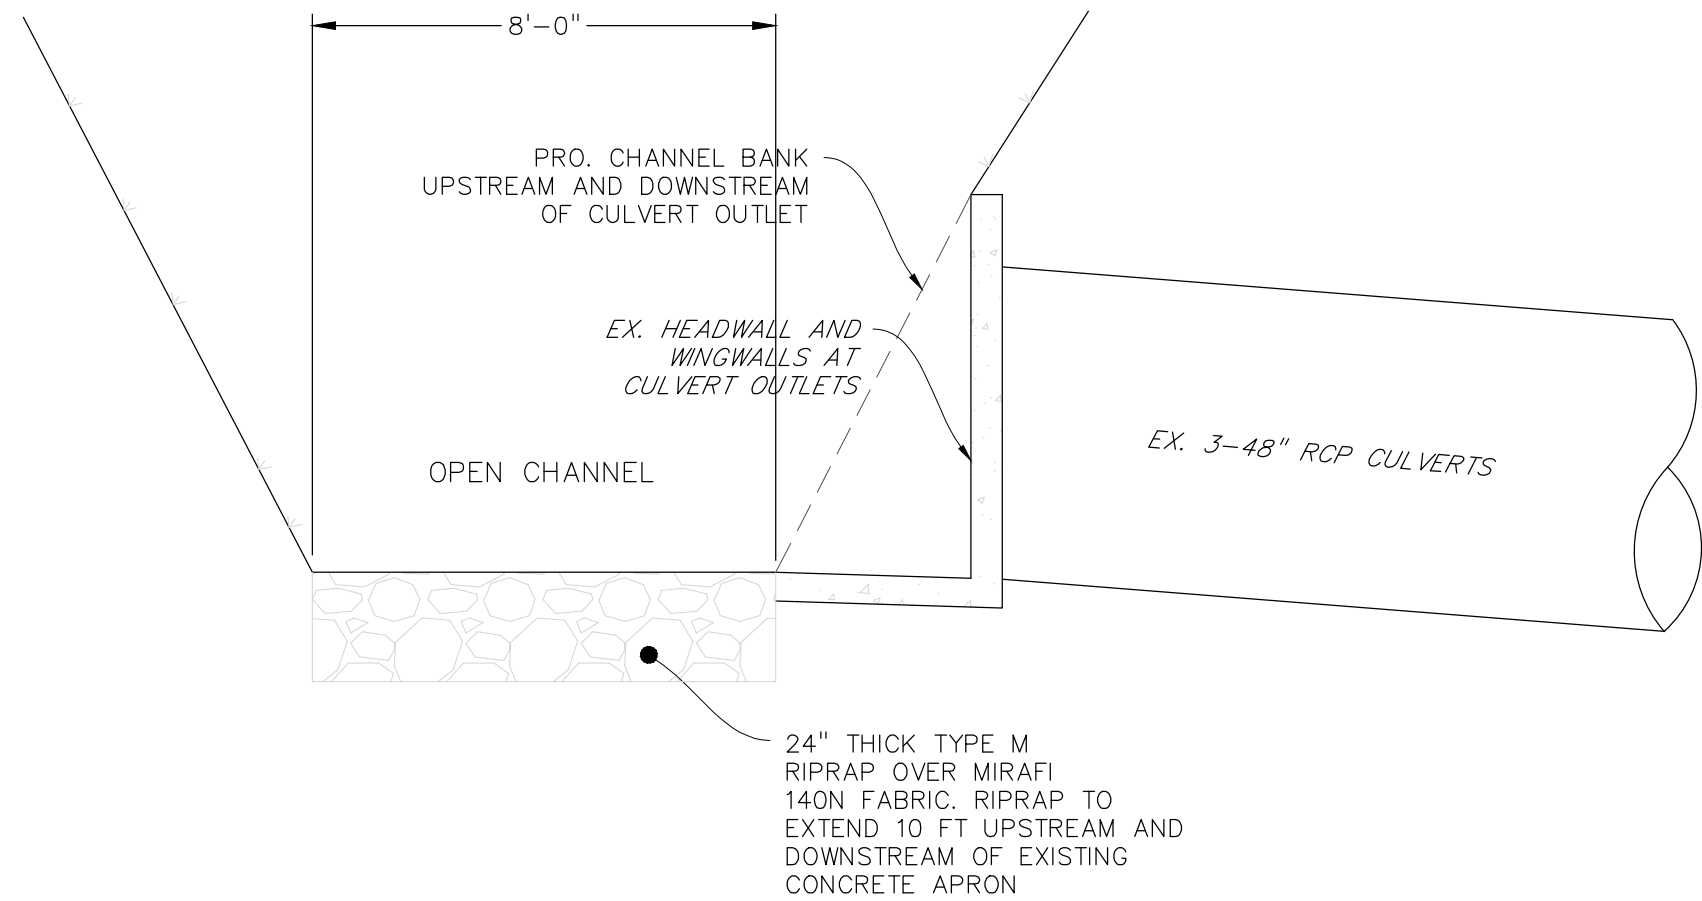 8'-0"
PRO. CHANNEL BANK
UPSTREAM AND DOWNSTREAM
OF CULVERT OUTLET
EX. HEADWALL AND
WINGWALLS AT
CULVERT OUTLETS
EX. 3-48" RCP CULVERTS
OPEN CHANNEL
24" THICK TYPE M
RIPRAP OVER MIRAFI
140N FABRIC. RIPRAP TO
EXTEND 10 FT UPSTREAM AND
DOWNSTREAM OF EXISTING
CONCRETE APRON